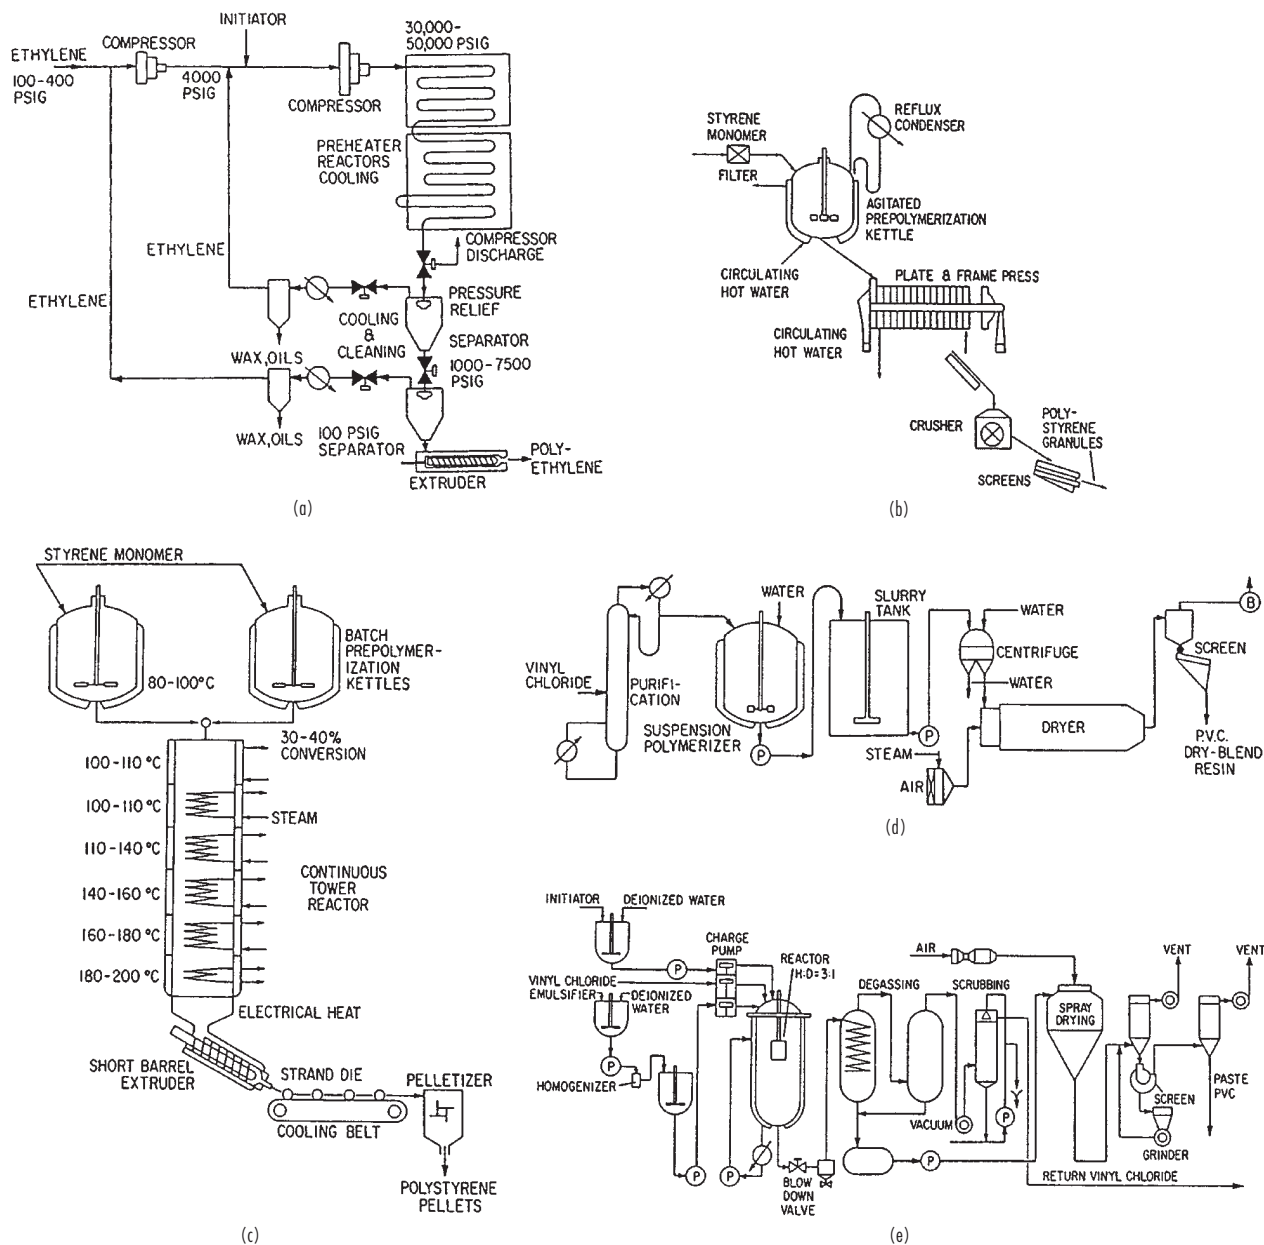 INITIATOR
30,000-
50,000 PSIG
COMPRESSOR
ETHYLENE
100-400
PSIG
4000
PSIG
COMPRESSOR
PREHEATER
REACTORS
COOLING
COMPRESSOR
DISCHARGE
ETHYLENE
ETHYLENE
PRESSURE
RELIEF
COOLING
&
CLEANING
SEPARATOR
1000-7500
PSIG
WAX,OILS
WAX,OILS
100 PSIG
SEPARATOR
POLY-
ETHYLENE
EXTRUDER
(a)
REFLUX
CONDENSER
STYRENE
MONOMER
FILTER
AGITATED
PREPOLYMERIZATION
KETTLE
CIRCULATING
HOT WATER
PLATE & FRAME PRESS
CIRCULATING
HOT WATER
CRUSHER
POLY-
STYRENE
GRANULES
SCREENS
(b)
STYRENE MONOMER
BATCH
PREPOLYMER-
IZATION
KETTLES
80-100°C
30-40%
CONVERSION
100-110°C
100-110°C
STEAM
110-140°C
CONTINUOUS
TOWER
REACTOR
140-160°C
160-180°C
180-200°C
ELECTRICAL HEAT
SHORT BARREL
EXTRUDER
STRAND DIE
PELLETIZER
COOLING BELT
POLYSTYRENE
PELLETS
(c)
WATER
SLURRY
TANK
WATER
B
VINYL
CHLORIDE
PURIFI-
CATION
CENTRIFUGE
WATER
SCREEN
SUSPENSION
POLYMERIZER
P
P
DRYER
STEAM
AIR
P.V.C.
DRY-BLEND
RESIN
(d)
INITIATOR
DEIONIZED WATER
CHARGE
PUMP
P
REACTOR
H:D=3:1
VINYL CHLORIDE
EMULSIFIER
DEIONIZED
WATER
P
HOMOGENIZER
P
P
BLOW
DOWN
VALVE
DEGASSING
AIR
SCRUBBING
SPRAY
DRYING
VENT
VENT
VACUUM
P
P
SCREEN
GRINDER
PASTE
PVC
RETURN VINYL CHLORIDE
(e)